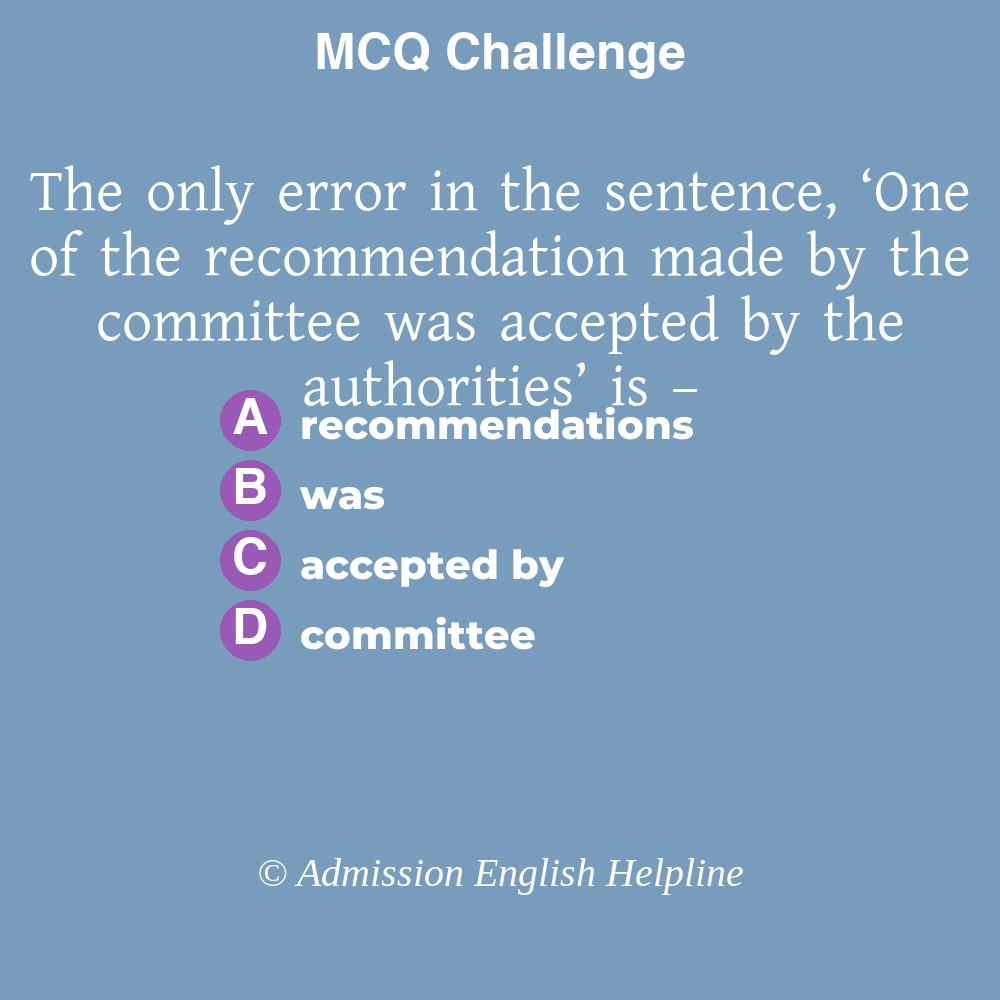 MCQ Challenge
The only error in the sentence, ‘One
of the recommendation made by the
committee was accepted by the
authorities’ is –
A recommendations
B was
C accepted by
D committee
© Admission English Helpline